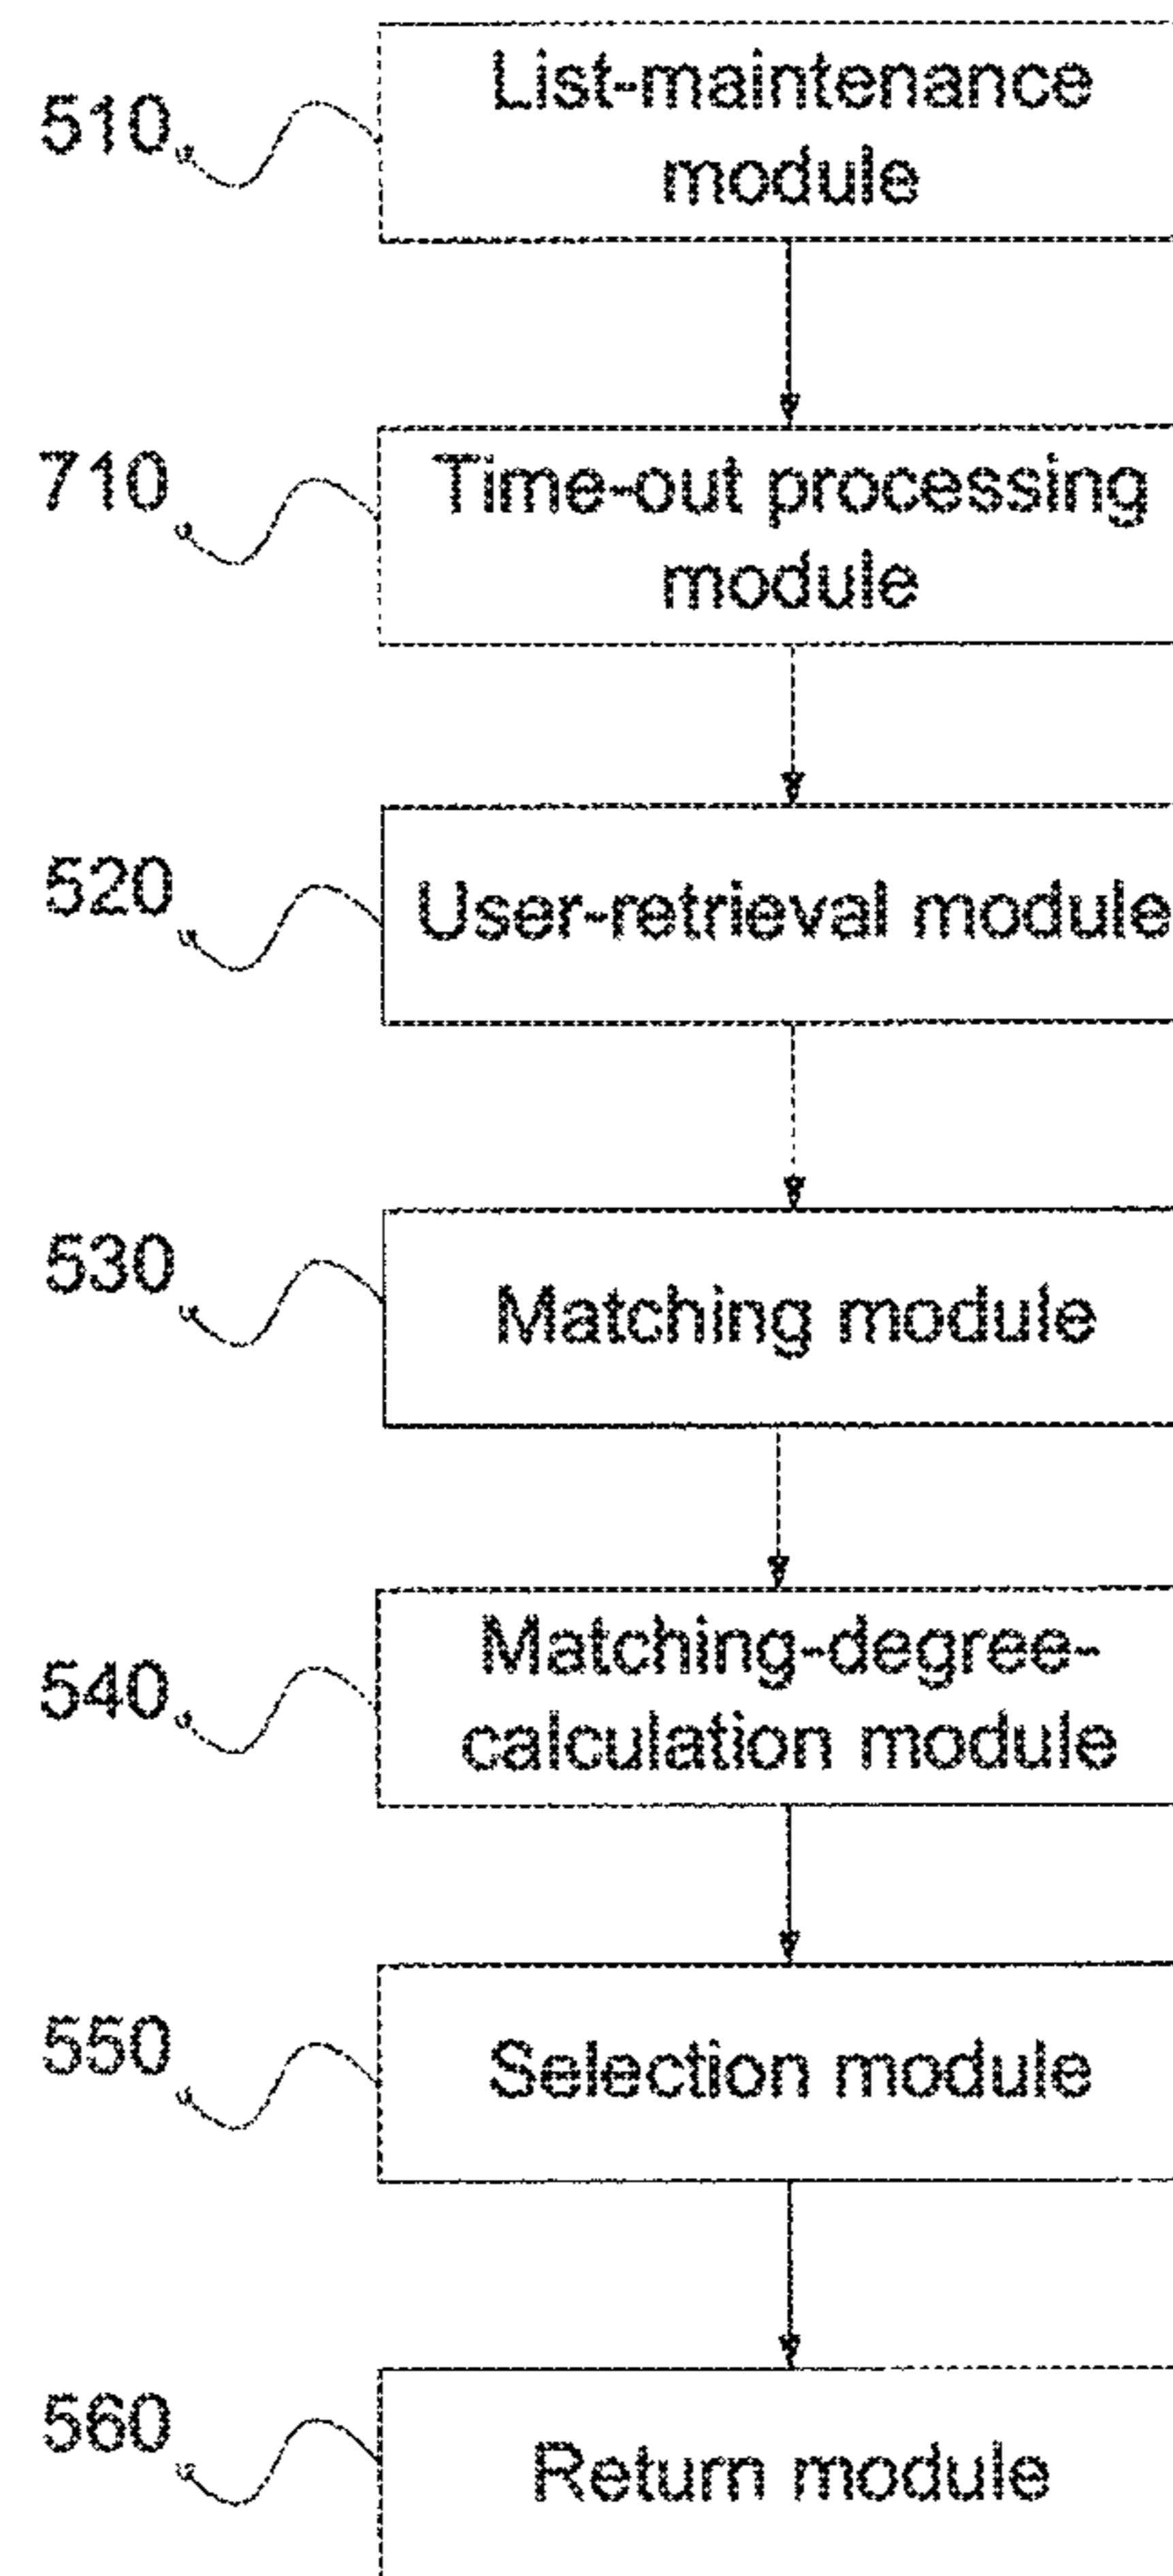 510
List-maintenance
module
710
Time-out processing
module
520
User-retrieval module
530
Matching module
540
Matching-degree-
calculation module
550
Selection module
560
Return module